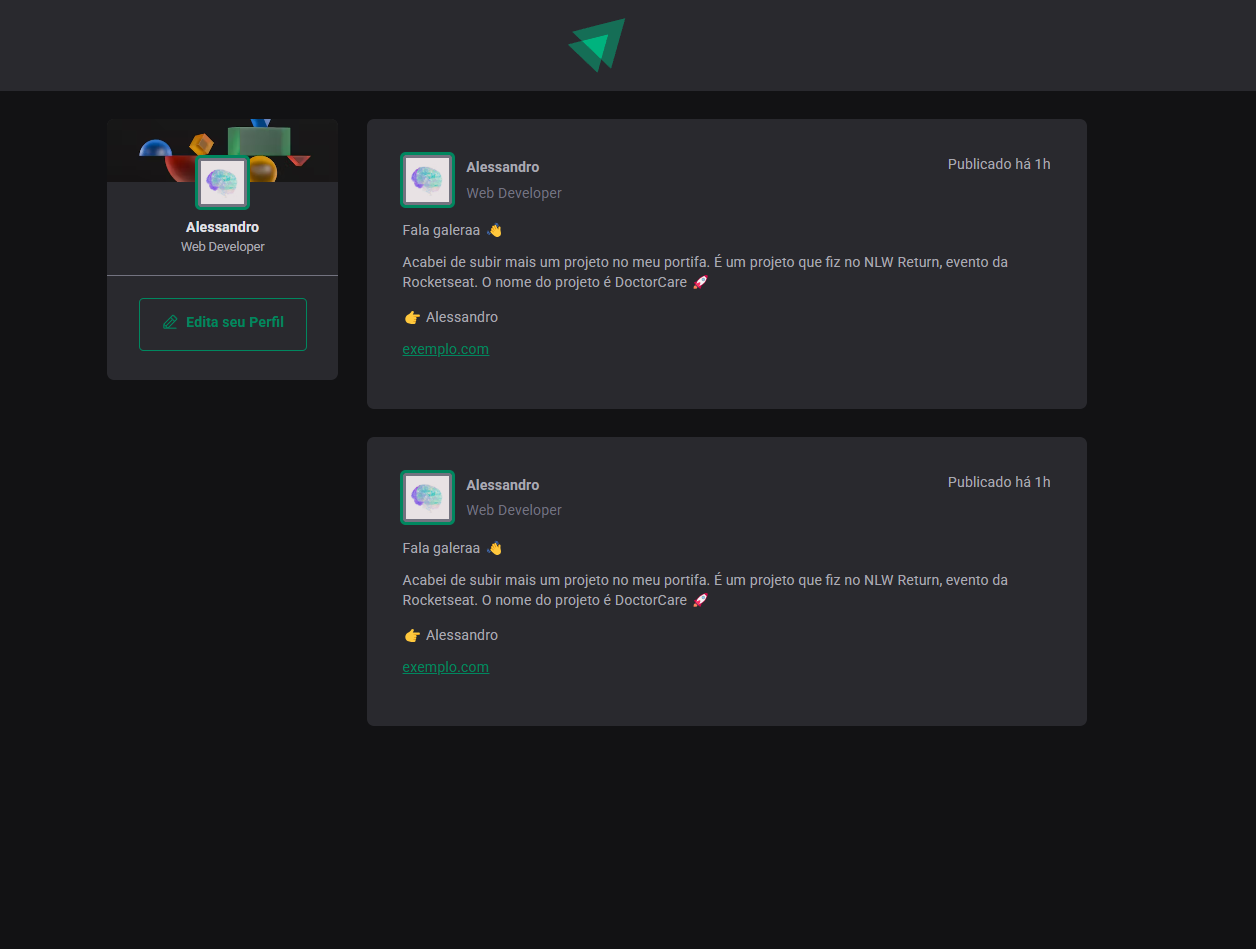 Alessandro
Web Developer
Edita seu Perfil
Alessandro
Web Developer
Publicado há 1h
Fala galeraa 👋
Acabei de subir mais um projeto no meu portifa. É um projeto que fiz no NLW Return, evento da
Rocketseat. O nome do projeto é DoctorCare 🚀
👉 Alessandro
exemplo.com
Alessandro
Web Developer
Publicado há 1h
Fala galeraa 👋
Acabei de subir mais um projeto no meu portifa. É um projeto que fiz no NLW Return, evento da
Rocketseat. O nome do projeto é DoctorCare 🚀
👉 Alessandro
exemplo.com